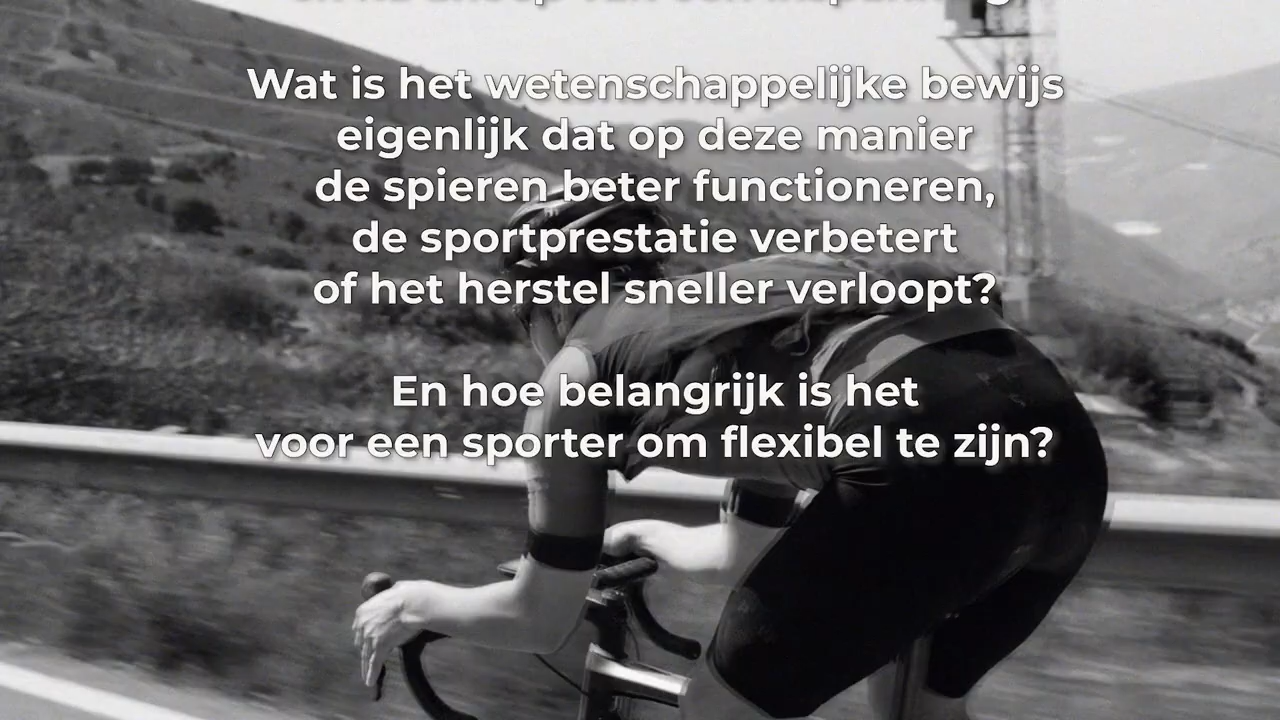 Wat is het wetenschappelijke bewijs
eigenlijk dat op deze manier
de spieren beter functioneren,
de sportprestatie verbetert
of het herstel sneller verloopt?
En hoe belangrijk is het
voor een sporter om flexibel te zijn?